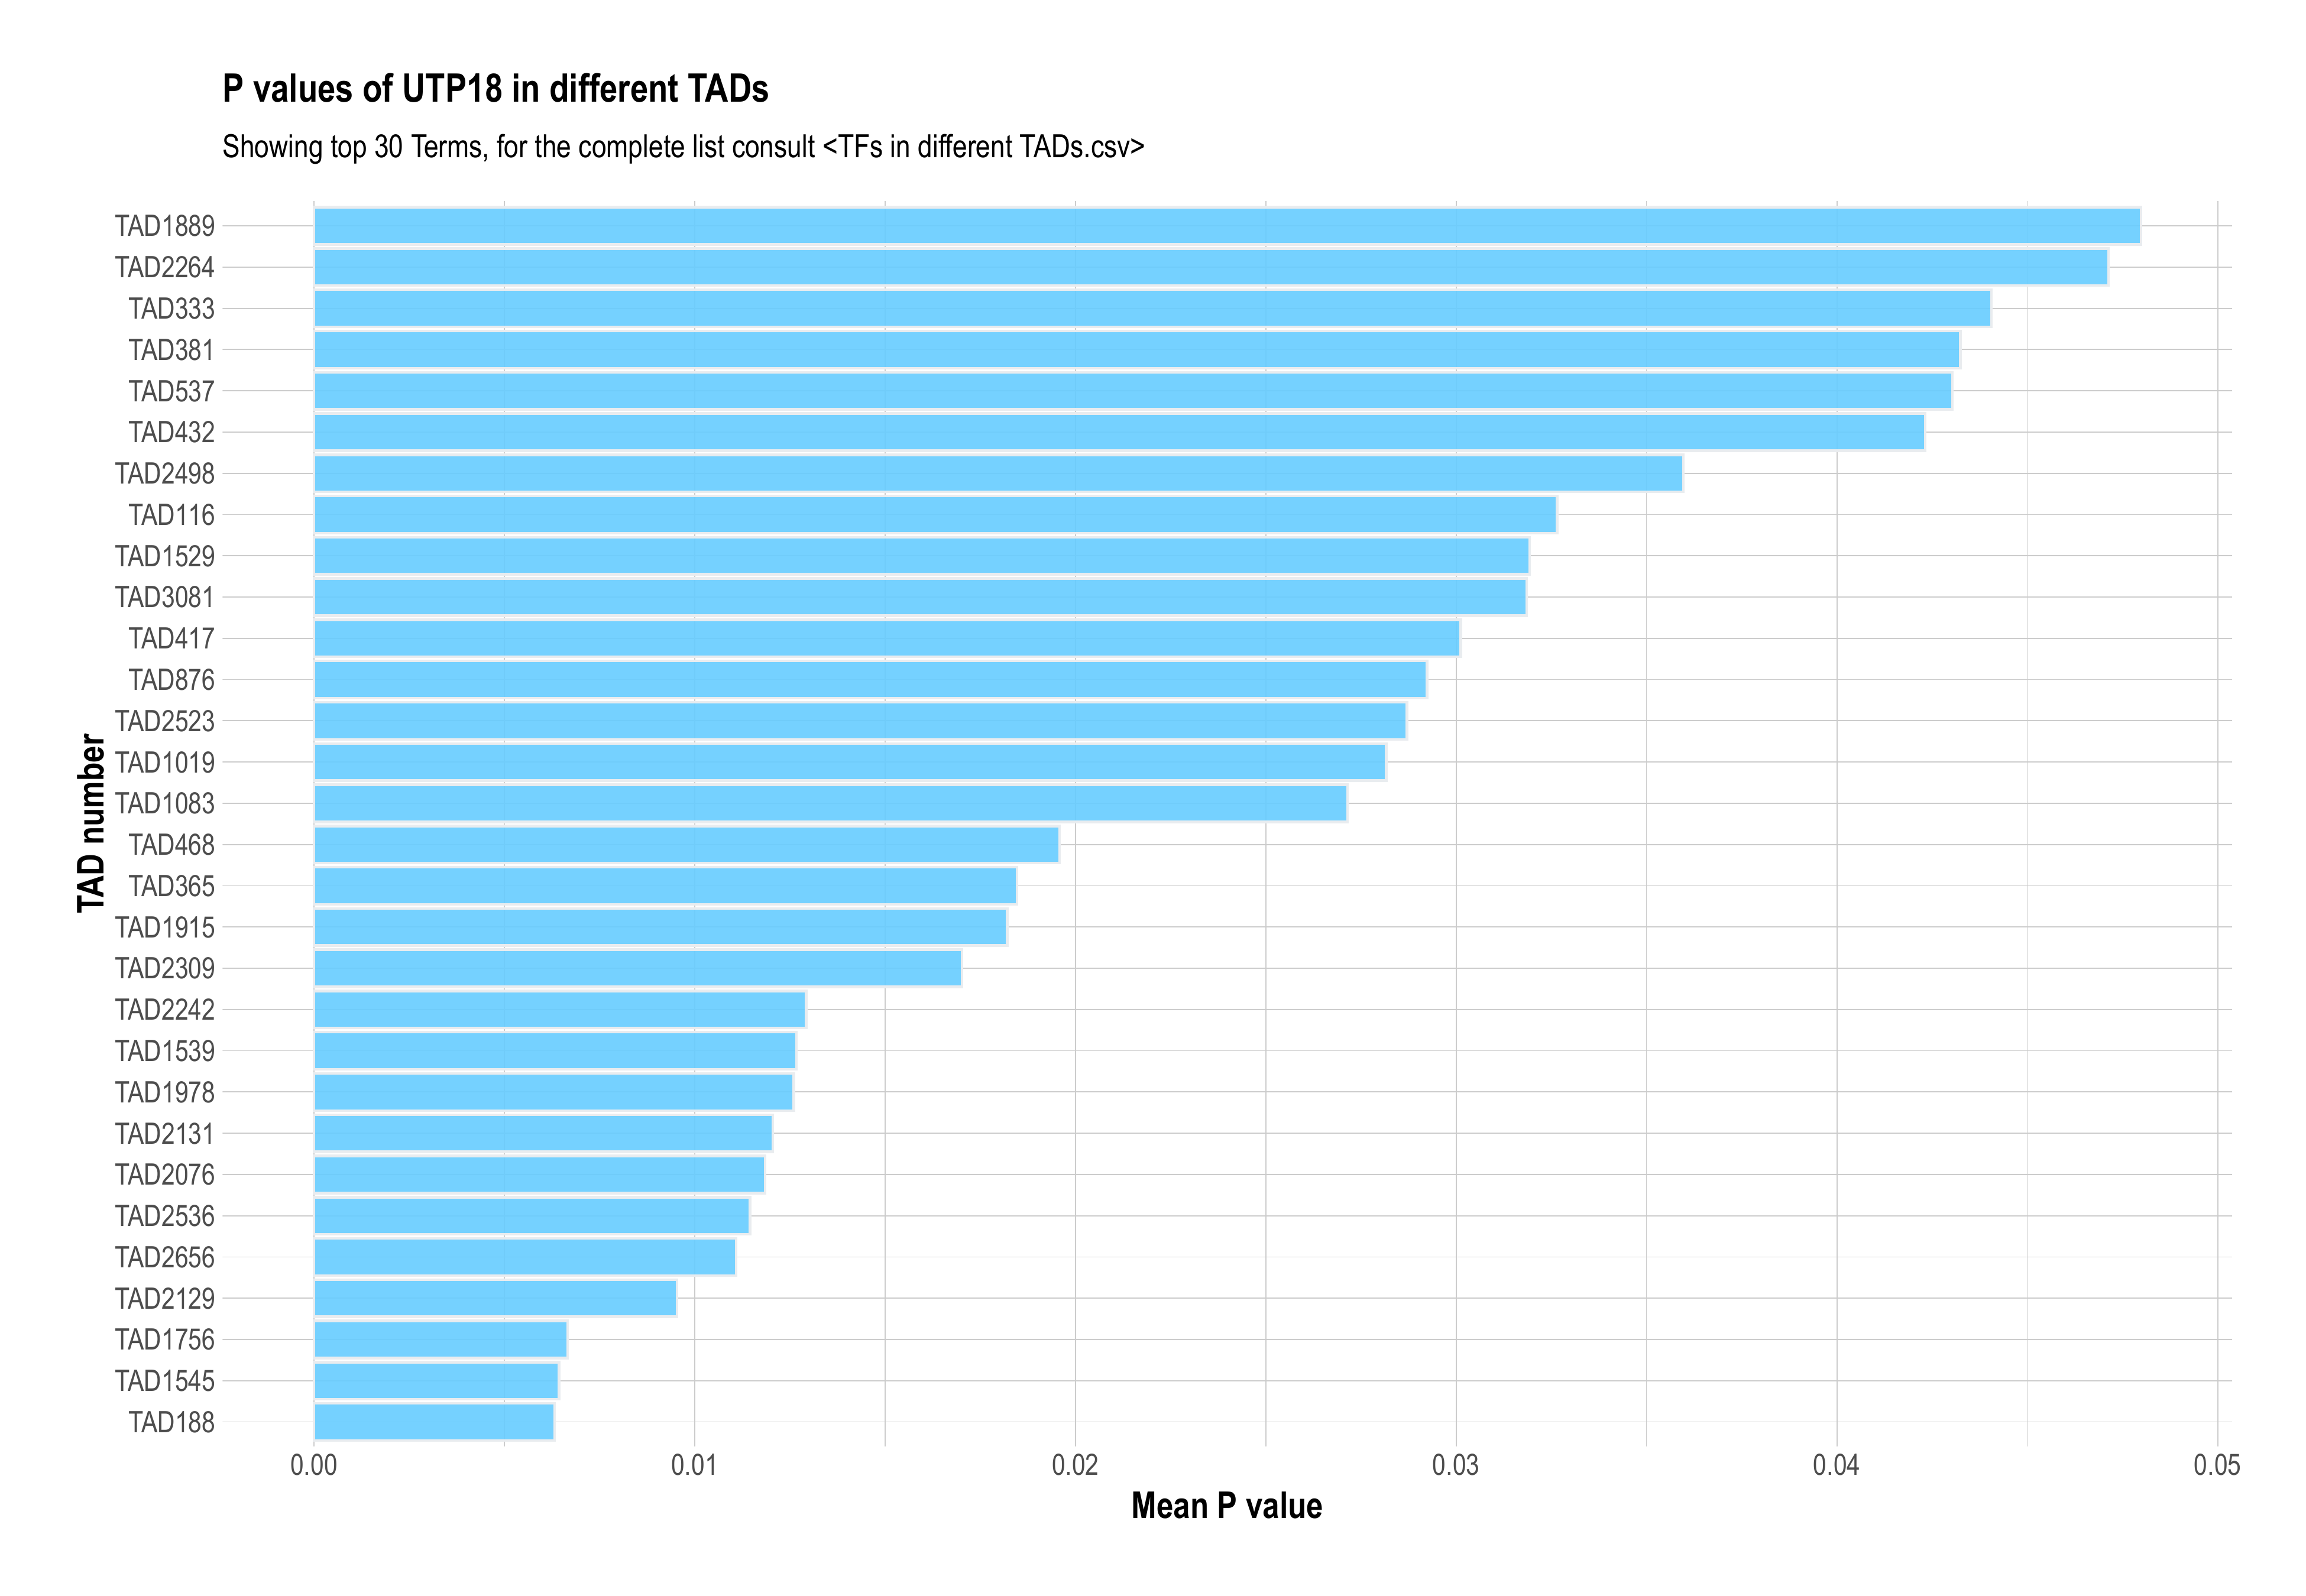 P values of UTP18 in different TADs
Showing top 30 Terms, for the complete list consult <TFs in different TADs.csv>
TAD number
TAD1889
TAD2264
TAD333
TAD381
TAD537
TAD432
TAD2498
TAD116
TAD1529
TAD3081
TAD417
TAD876
TAD2523
TAD1019
TAD1083
TAD468
TAD365
TAD1915
TAD2309
TAD2242
TAD1539
TAD1978
TAD2131
TAD2076
TAD2536
TAD2656
TAD2129
TAD1756
TAD1545
TAD188
0.00 0.01 0.02 0.03 0.04 0.05
Mean P value